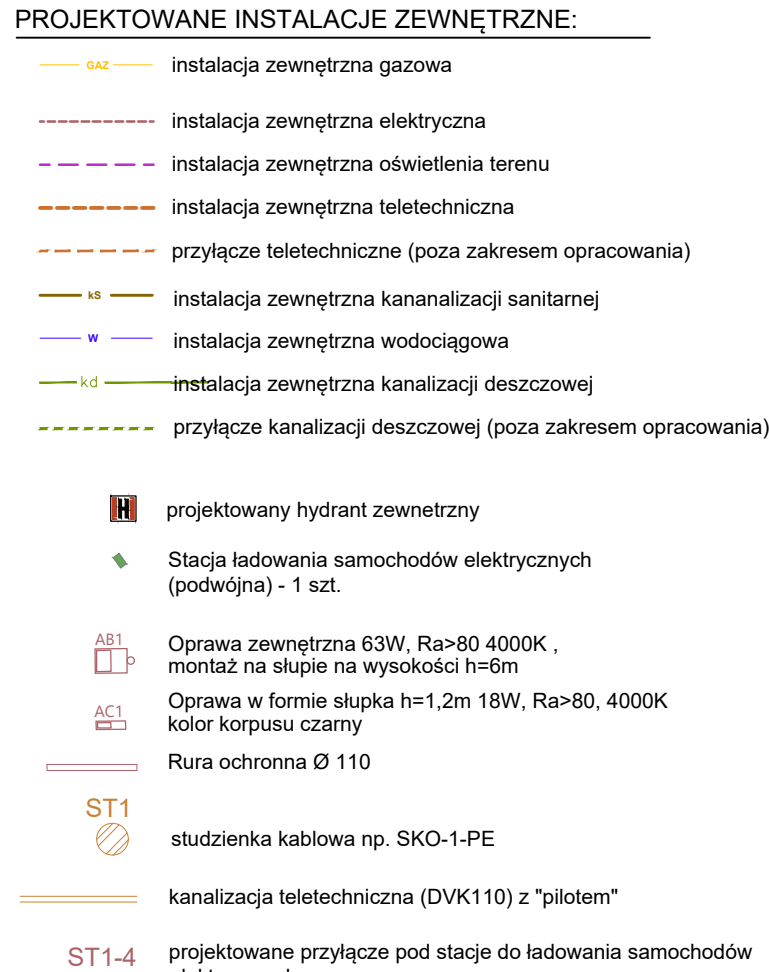 PROJEKTOWANE INSTALACJE ZEWNĘTRZNE:
GAZ instalacja zewnętrzna gazowa
instalacja zewnętrzna elektryczna
instalacja zewnętrzna oświetlenia terenu
instalacja zewnętrzna teletechniczna
przyłącze teletechniczne (poza zakresem opracowania)
kS instalacja zewnętrzna kananalizacji sanitarnej
W instalacja zewnętrzna wodociągowa
kd instalacja zewnętrzna kanalizacji deszczowej
przyłącze kanalizacji deszczowej (poza zakresem opracowania)
H projektowany hydrant zewnetrzny
Stacja ładowania samochodów elektrycznych
(podwójna) - 1 szt.
AB1 Oprawa zewnętrzna 63W, Ra>80 4000K ,
montaż na słupie na wysokości h=6m
AC1 Oprawa w formie słupka h=1,2m 18W, Ra>80, 4000K
kolor korpusu czarny
Rura ochronna Ø 110
ST1
studzienka kablowa np. SKO-1-PE
kanalizacja teletechniczna (DVK110) z "pilotem"
ST1-4 projektowane przyłącze pod stacje do ładowania samochodów